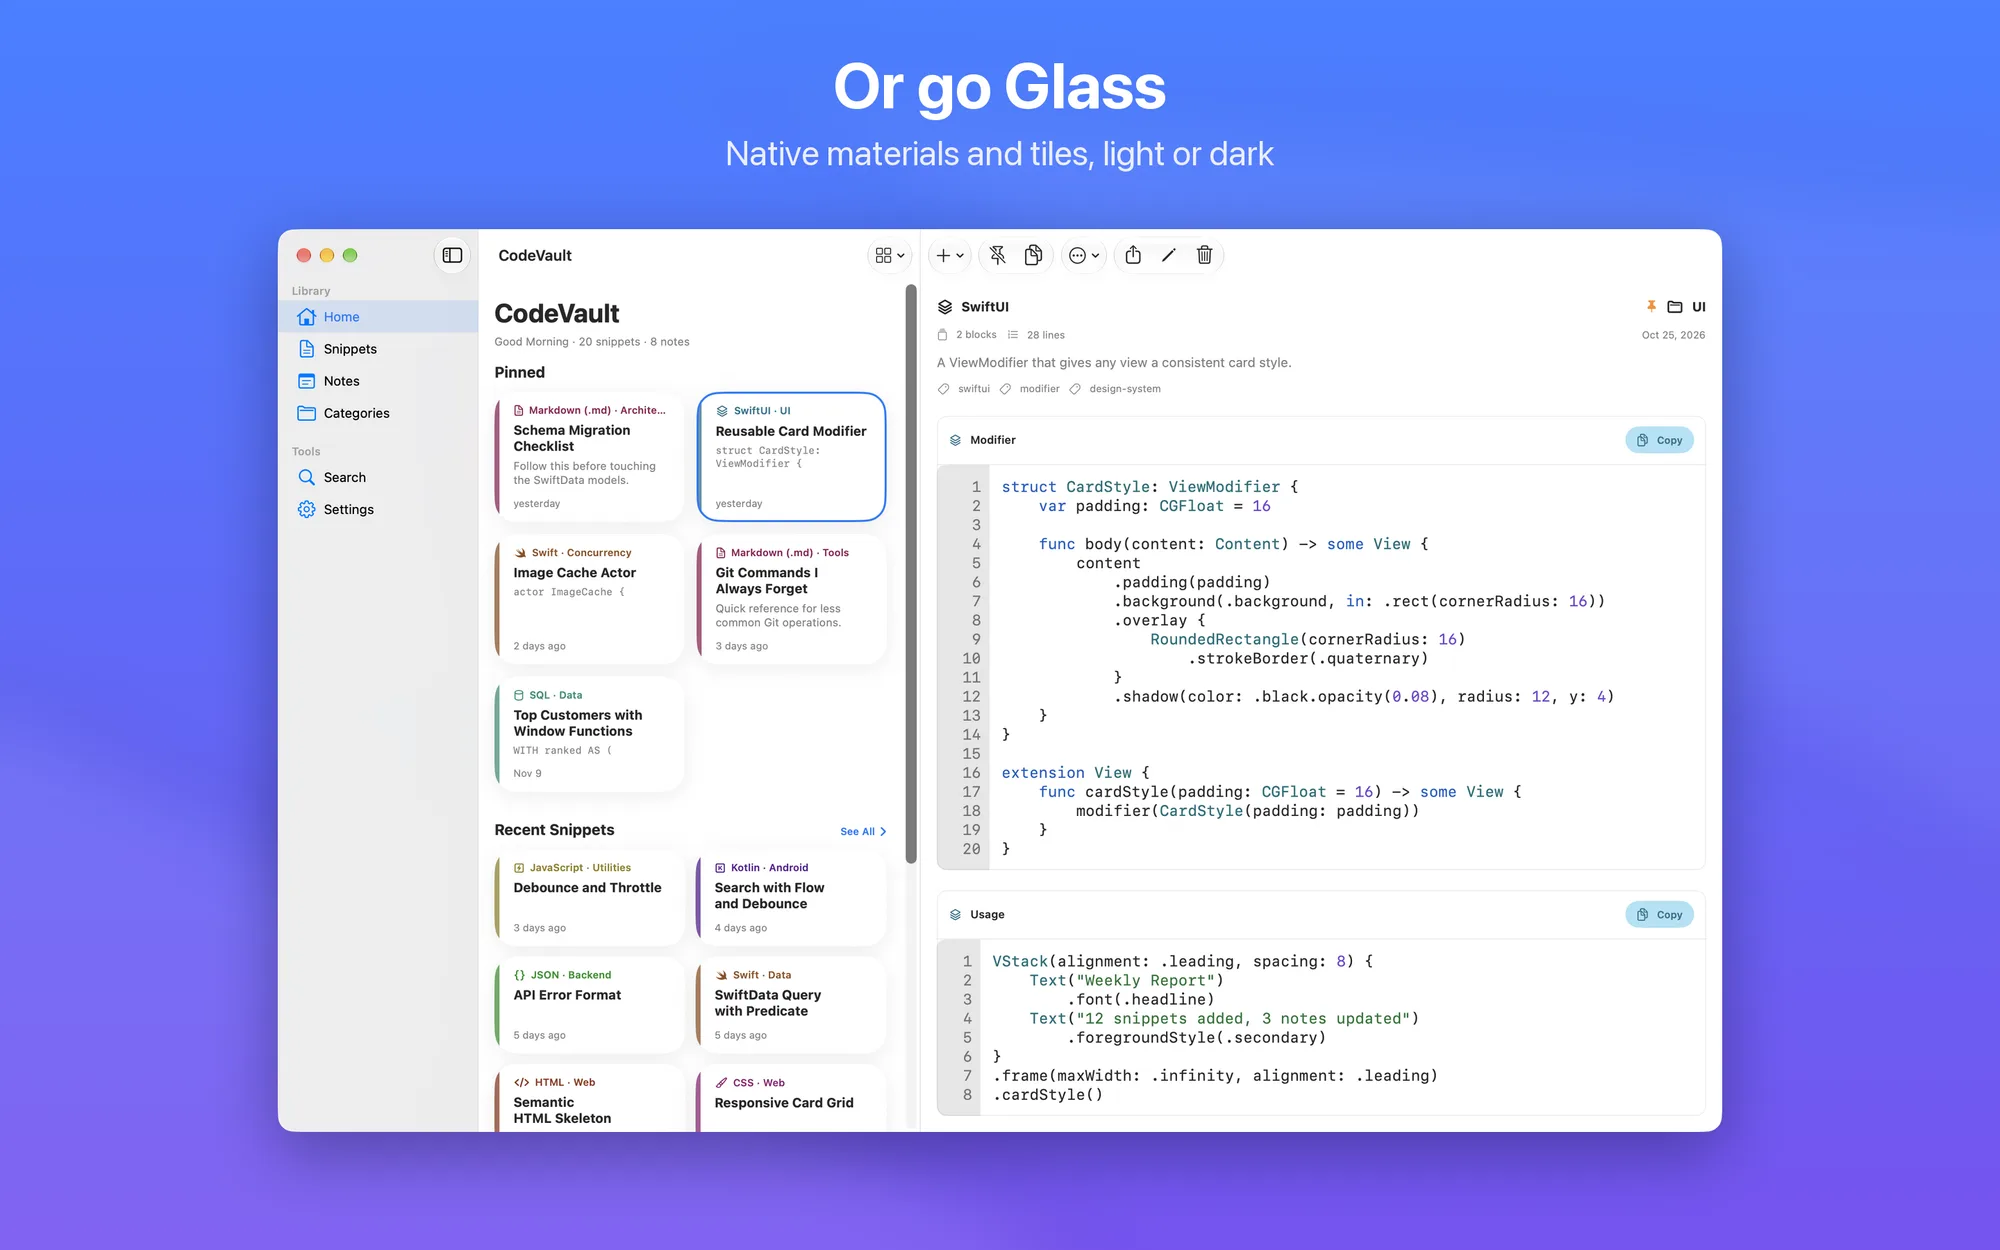 Or go Glass
Native materials and tiles, light or dark
Library
Home
Snippets
Notes
Categories
Tools
Search
Settings
CodeVault
CodeVault
Good Morning · 20 snippets · 8 notes
Pinned
Markdown (.md) · Archite...
Schema Migration
Checklist
Follow this before touching
the SwiftData models.
yesterday
SwiftUI · UI
Reusable Card Modifier
struct CardStyle:
ViewModifier {
yesterday
Swift · Concurrency
Image Cache Actor
actor ImageCache {
2 days ago
Markdown (.md) · Tools
Git Commands I
Always Forget
Quick reference for less
common Git operations.
3 days ago
SQL · Data
Top Customers with
Window Functions
WITH ranked AS (
Nov 9
Recent Snippets
See All
JavaScript · Utilities
Debounce and Throttle
3 days ago
Kotlin · Android
Search with Flow
and Debounce
4 days ago
{} JSON · Backend
API Error Format
5 days ago
Swift · Data
SwiftData Query
with Predicate
5 days ago
</> HTML · Web
Semantic
HTML Skeleton
CSS · Web
Responsive Card Grid
SwiftUI
UI
2 blocks
28 lines
Oct 25, 2026
A ViewModifier that gives any view a consistent card style.
swiftui modifier design-system
Modifier
Copy
1 struct CardStyle: ViewModifier {
2     var padding: CGFloat = 16
3
4     func body(content: Content) -> some View {
5         content
6             .padding(padding)
7             .background(.background, in: .rect(cornerRadius: 16))
8             .overlay {
9                 RoundedRectangle(cornerRadius: 16)
10                     .strokeBorder(.quaternary)
11             }
12             .shadow(color: .black.opacity(0.08), radius: 12, y: 4)
13     }
14 }
15
16 extension View {
17     func cardStyle(padding: CGFloat = 16) -> some View {
18         modifier(CardStyle(padding: padding))
19     }
20 }
Usage
Copy
1 VStack(alignment: .leading, spacing: 8) {
2     Text("Weekly Report")
3         .font(.headline)
4     Text("12 snippets added, 3 notes updated")
5         .foregroundStyle(.secondary)
6 }
7 .frame(maxWidth: .infinity, alignment: .leading)
8 .cardStyle()